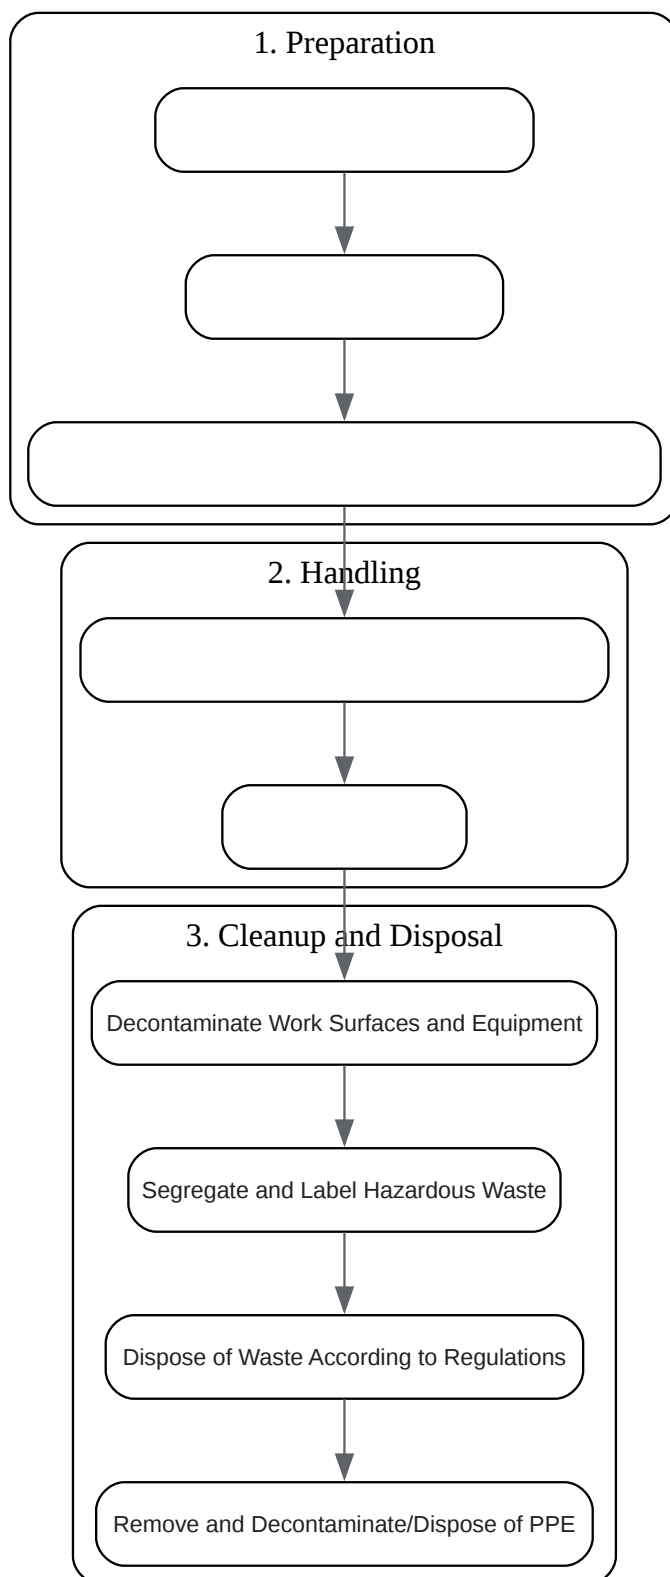 1. Preparation
2. Handling
3. Cleanup and Disposal
Decontaminate Work Surfaces and Equipment
Segregate and Label Hazardous Waste
Dispose of Waste According to Regulations
Remove and Decontaminate/Dispose of PPE